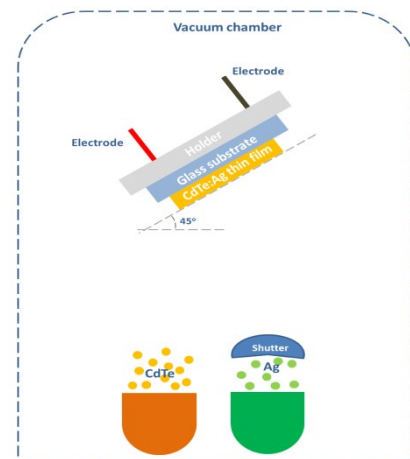 Vacuum chamber
Electrode
Electrode
Holder
Glass substrate
CdTe:Ag thin film
45°
Shutter
CdTe
Ag